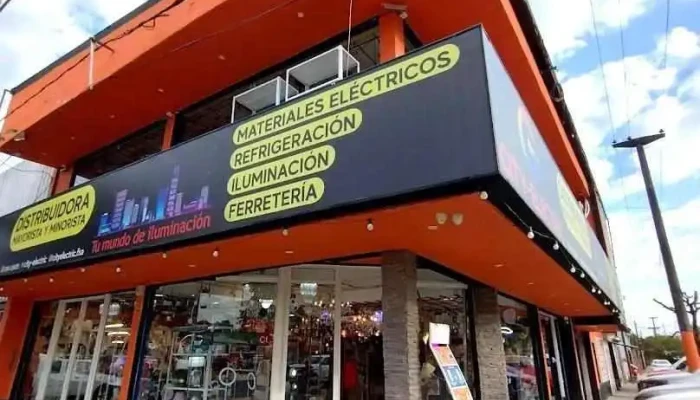 MATERIALES ELÉCTRICOS
REFRIGERACIÓN
ILUMINACIÓN
FERRETERÍA
DISTRIBUIDORA
MAYORISTA Y MINORISTA
Tu mundo de iluminación